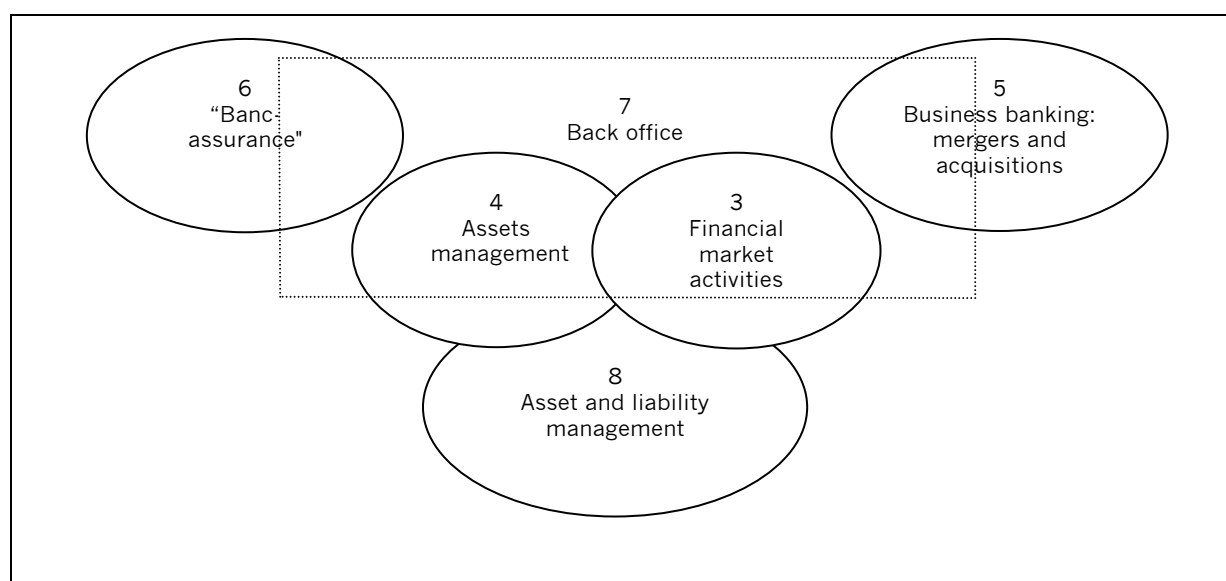 6
“Banc-
assurance"
7
Back office
5
Business banking:
mergers and
acquisitions
4
Assets
management
3
Financial
market
activities
8
Asset and liability
management